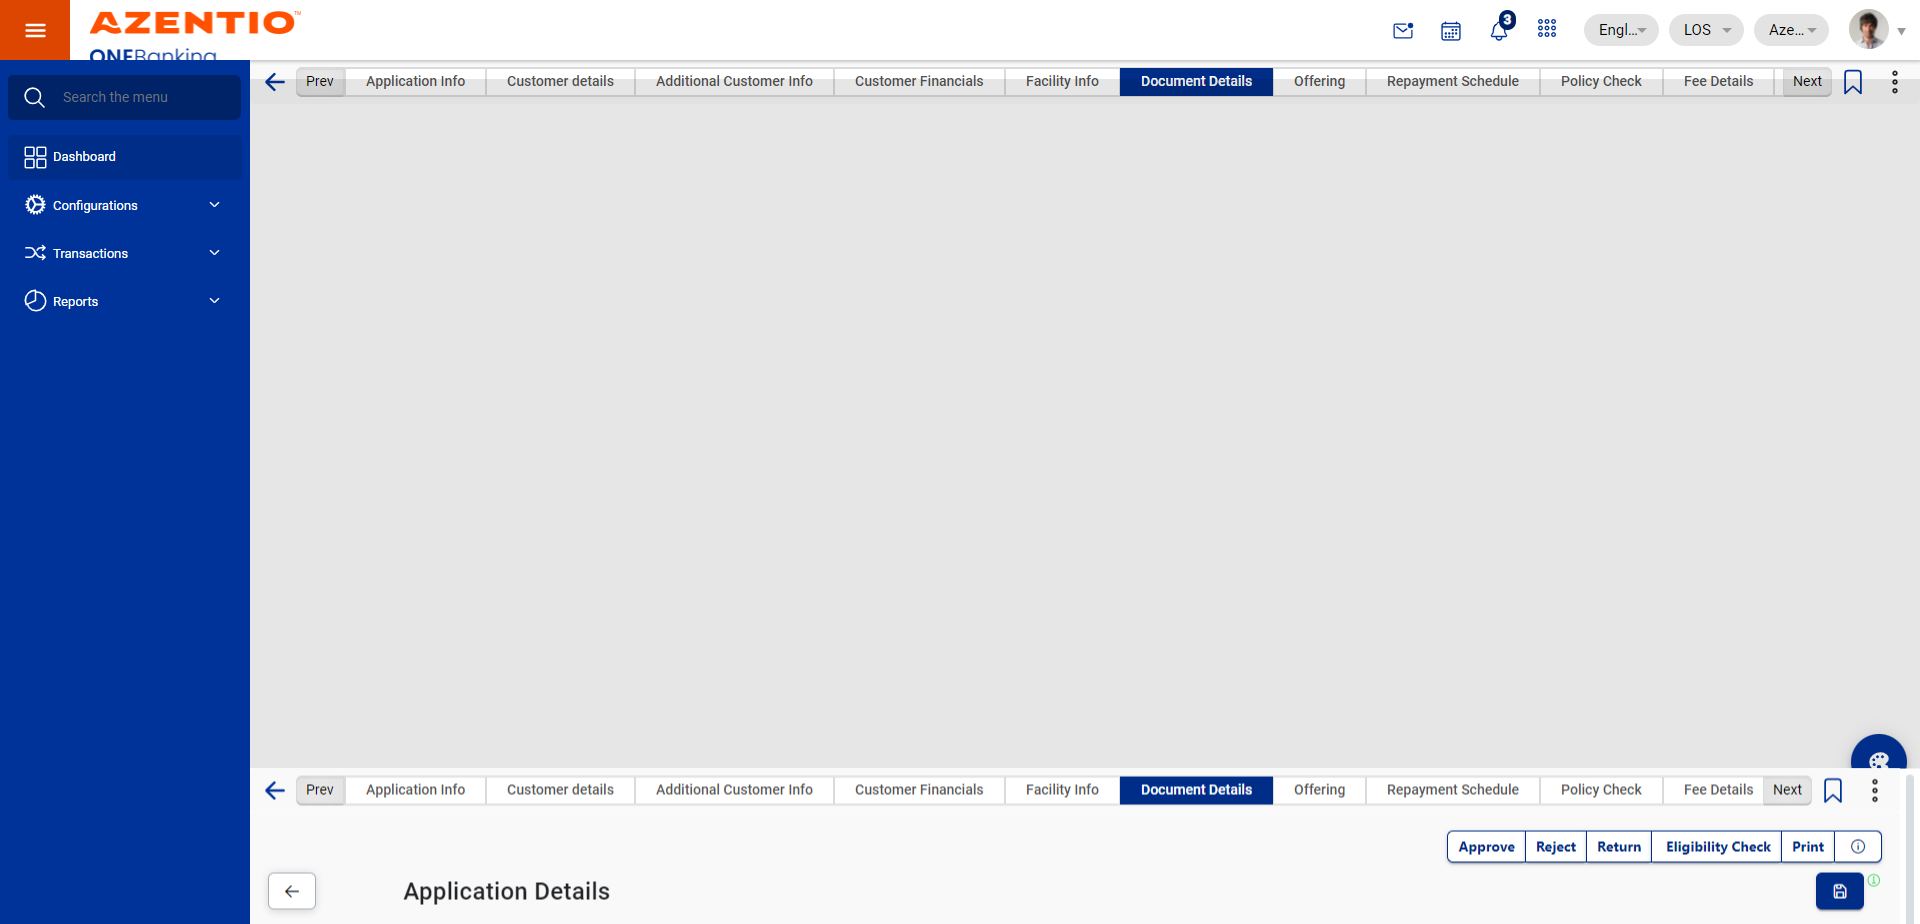 AZENTIO™
ONEBanking
3
Engl...
LOS
Aze...
Search the menu
Dashboard
Configurations
Transactions
Reports
Prev
Application Info
Customer details
Additional Customer Info
Customer Financials
Facility Info
Document Details
Offering
Repayment Schedule
Policy Check
Fee Details
Next
Prev
Application Info
Customer details
Additional Customer Info
Customer Financials
Facility Info
Document Details
Offering
Repayment Schedule
Policy Check
Fee Details
Next
Approve
Reject
Return
Eligibility Check
Print
Application Details